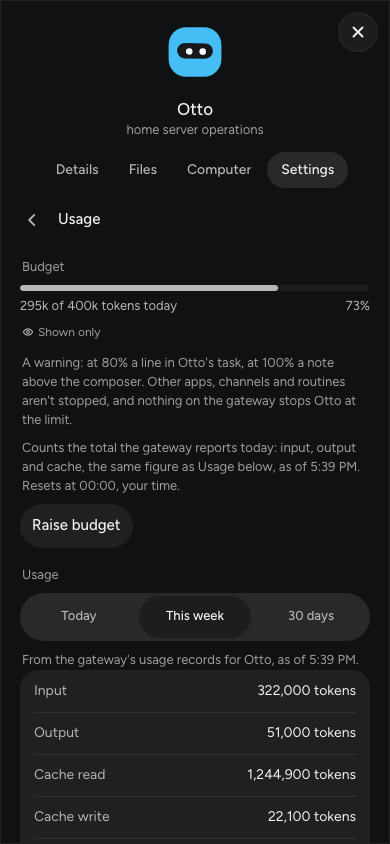 Otto
home server operations
Details
Files
Computer
Settings
Usage
Budget
295k of 400k tokens today
73%
Shown only
A warning: at 80% a line in Otto's task, at 100% a note
above the composer. Other apps, channels and routines
aren't stopped, and nothing on the gateway stops Otto at
the limit.
Counts the total the gateway reports today: input, output
and cache, the same figure as Usage below, as of 5:39 PM.
Resets at 00:00, your time.
Raise budget
Usage
Today
This week
30 days
From the gateway's usage records for Otto, as of 5:39 PM.
Input
322,000 tokens
Output
51,000 tokens
Cache read
1,244,900 tokens
Cache write
22,100 tokens